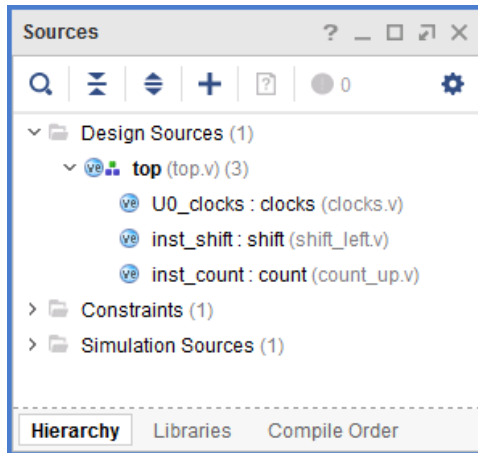 Sources
? 0
Design Sources (1)
top (top.v) (3)
U0_clocks : clocks (clocks.v)
inst_shift : shift (shift_left.v)
inst_count : count (count_up.v)
Constraints (1)
Simulation Sources (1)
Hierarchy Libraries Compile Order